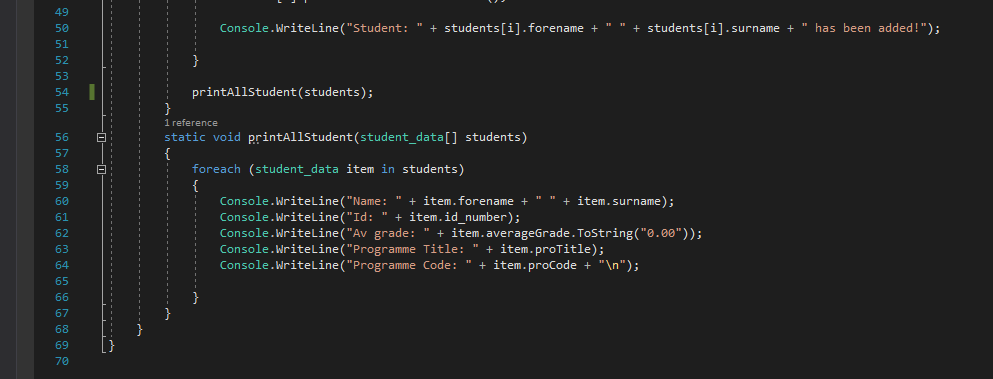 49
50 Console.WriteLine("Student: " + students[i].forename + " " + students[i].surname + " has been added!");
51
52 }
53
54 printAllStudent(students);
55 }
1 reference
56 static void printAllStudent(student_data[] students)
57 {
58 foreach (student_data item in students)
59 {
60 Console.WriteLine("Name: " + item.forename + " " + item.surname);
61 Console.WriteLine("Id: " + item.id_number);
62 Console.WriteLine("Av grade: " + item.averageGrade.ToString("0.00"));
63 Console.WriteLine("Programme Title: " + item.proTitle);
64 Console.WriteLine("Programme Code: " + item.proCode + "\n");
65
66 }
67 }
68 }
69 }
70